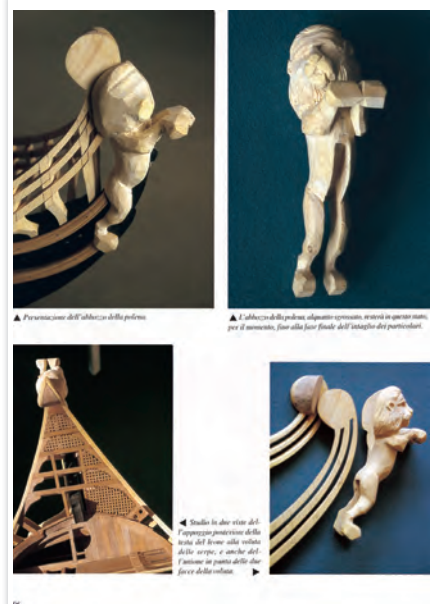 ▲ Presentazione dell'abbozzo della polena.
▲ L'abbozzo della polena, alquanto sgrossato, resterà in questo stato,
per il momento, fino alla fase finale dell'intaglio dei particolari.
◀ Studio in due viste del-
l'appoggio posteriore della
testa del leone alla voluta
delle serpe, e anche del-
l'unione in punta delle due
facce della voluta. ▶